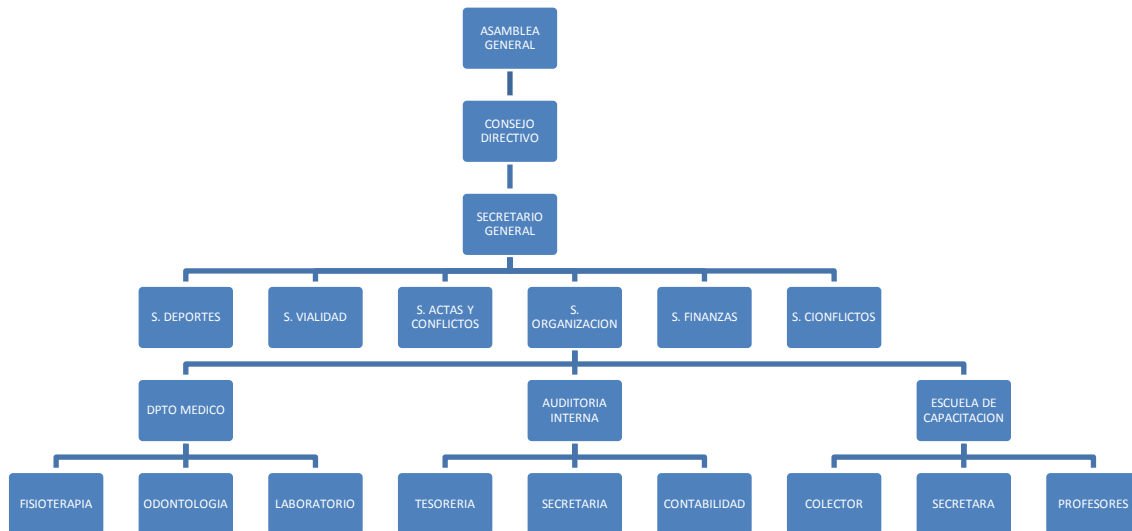 ASAMBLEA
GENERAL
CONSEJO
DIRECTIVO
SECRETARIO
GENERAL
S. DEPORTES
S. VIALIDAD
S. ACTAS Y
CONFLICTOS
S.
ORGANIZACION
S. FINANZAS
S. CIONFLICTOS
DPTO MEDICO
AUDIITORIA
INTERNA
ESCUELA DE
CAPACITACION
FISIOTERAPIA
ODONTOLOGIA
LABORATORIO
TESORERIA
SECRETARIA
CONTABILIDAD
COLECTOR
SECRETARA
PROFESORES